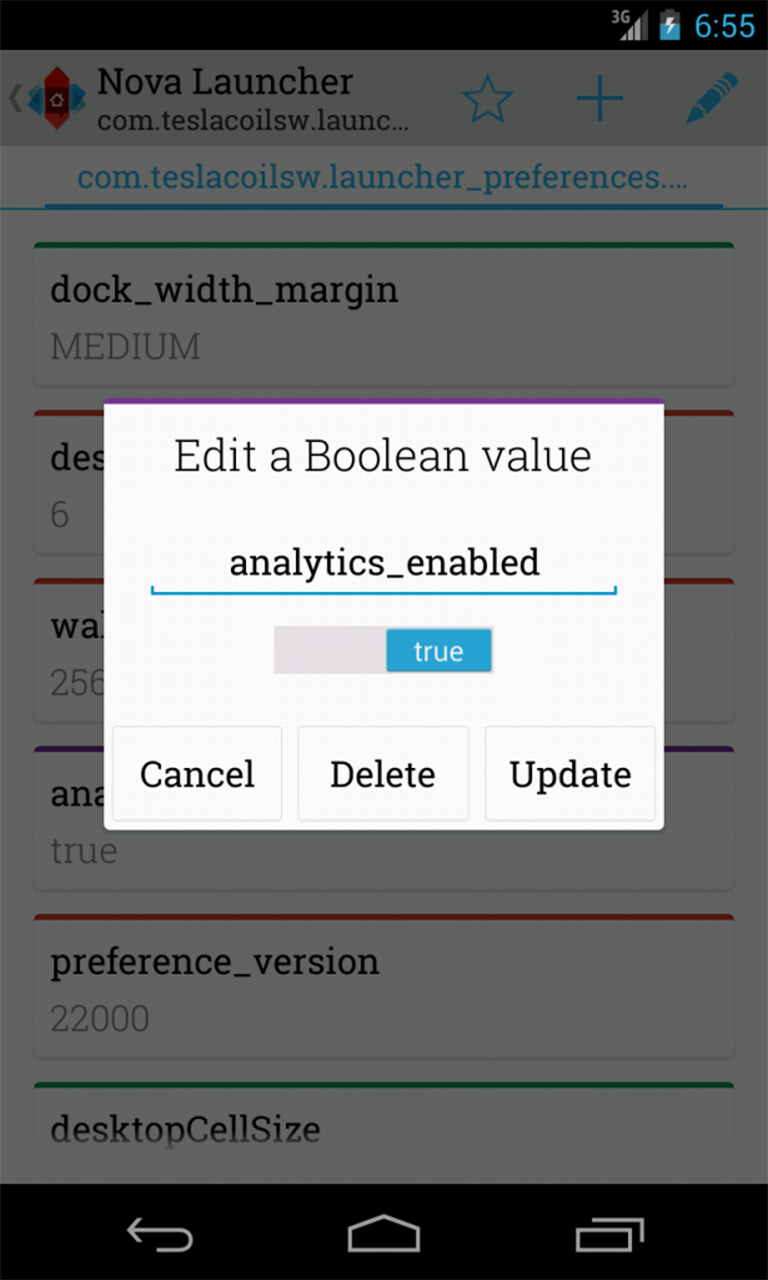 3G 6:55
Nova Launcher
com.teslacoilsw.launc...
com.teslacoilsw.launcher_preferences....
dock_width_margin
MEDIUM
des
6
Edit a Boolean value
analytics_enabled
wal
256
true
Cancel Delete Update
ana
true
preference_version
22000
desktopCellSize